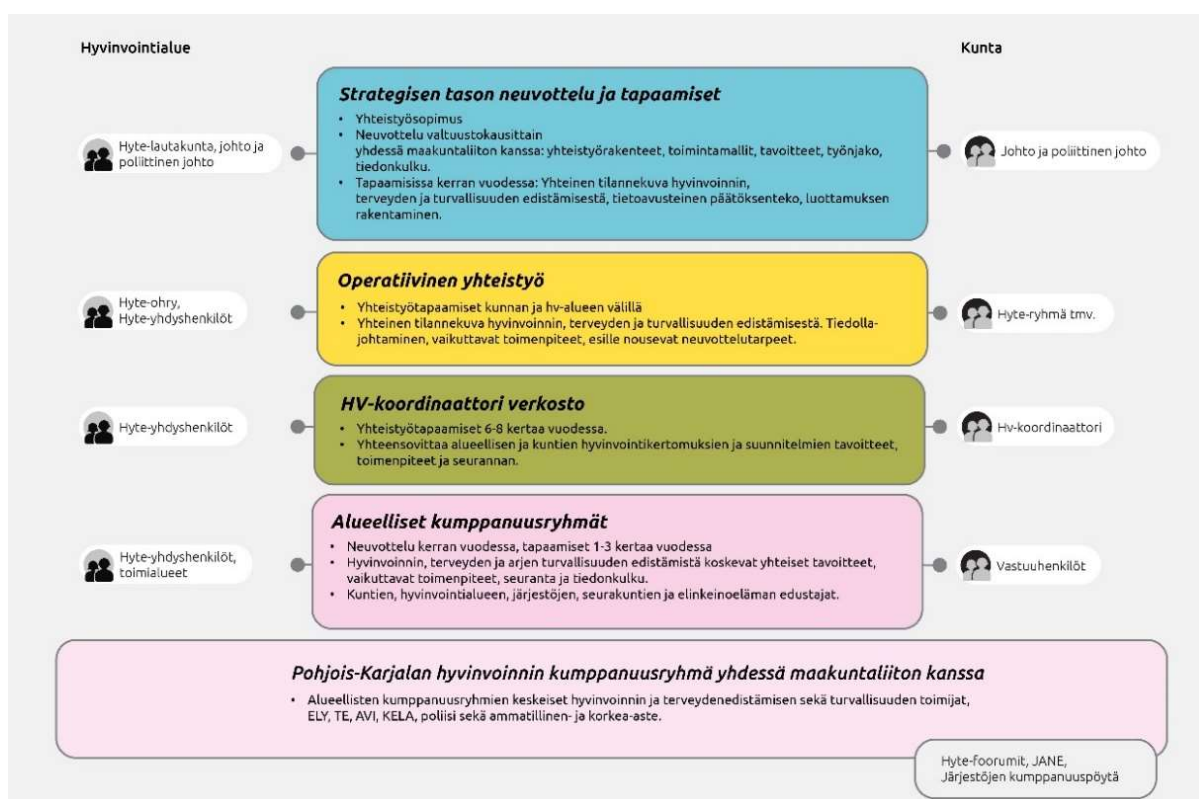 Hyvinvointialue
Kunta
Strategisen tason neuvottelu ja tapaamiset
• Yhteistyösopimus
• Neuvottelu valtuustokausittain
yhdessä maakuntaliiton kanssa: yhteistyörakenteet, toimintamallit, tavoitteet, työnjako,
tiedonkulku.
• Tapaamisissa kerran vuodessa: Yhteinen tilannekuva hyvinvoinnin,
terveyden ja turvallisuuden edistämisestä, tietoavusteinen päätöksenteko, luottamuksen
rakentaminen.
Hyte-lautakunta, johto ja
poliittinen johto
Johto ja poliittinen johto
Operatiivinen yhteistyö
• Yhteistyötapaamiset kunnan ja hv-alueen välillä
• Yhteinen tilannekuva hyvinvoinnin, terveyden ja turvallisuuden edistämisestä. Tiedolla-
johtaminen, vaikuttavat toimenpiteet, esille nousevat neuvottelutarpeet.
Hyte-ohry,
Hyte-yhdyshenkilöt
Hyte-ryhmä tmv.
HV-koordinaattori verkosto
• Yhteistyötapaamiset 6-8 kertaa vuodessa.
• Yhteensovittaa alueellisen ja kuntien hyvinvointikertomuksien ja suunnitelmien tavoitteet,
toimenpiteet ja seurannan.
Hyte-yhdyshenkilöt
Hv-koordinaattori
Alueelliset kumppanuusryhmät
• Neuvottelu kerran vuodessa, tapaamiset 1-3 kertaa vuodessa
• Hyvinvoinnin, terveyden ja arjen turvallisuuden edistämistä koskevat yhteiset tavoitteet,
vaikuttavat toimenpiteet, seuranta ja tiedonkulku.
• Kuntien, hyvinvointialueen, järjestöjen, seurakuntien ja elinkeinoelämän edustajat.
Hyte-yhdyshenkilöt,
toimialueet
Vastuuhenkilöt
Pohjois-Karjalan hyvinvoinnin kumppanuusryhmä yhdessä maakuntaliiton kanssa
• Alueellisten kumppanuusryhmien keskeiset hyvinvoinnin ja terveydenedistämisen sekä turvallisuuden toimijat,
ELY, TE, AVI, KELA, poliisi sekä ammatillinen- ja korkea-aste.
Hyte-foorumit, JANE,
Järjestöjen kumppanuuspöytä